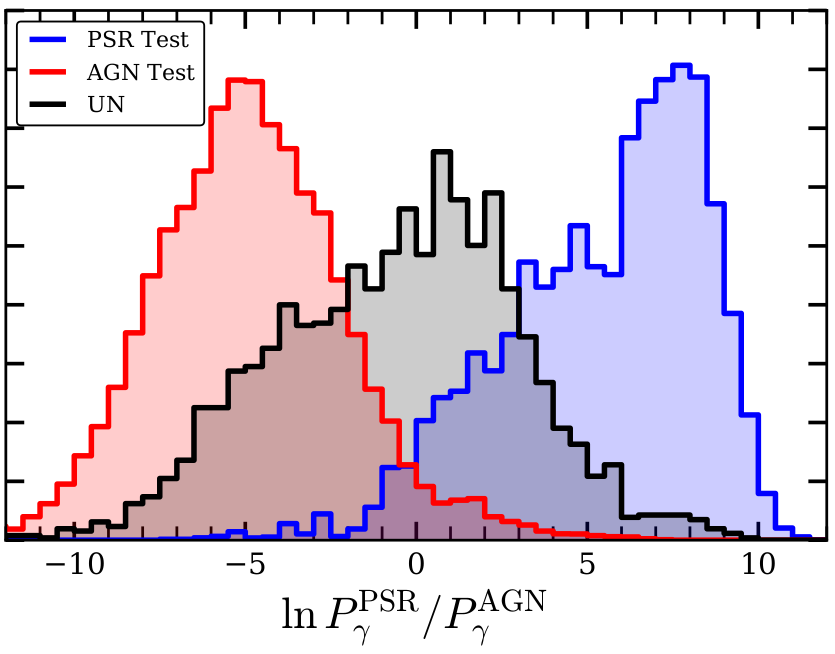 PSR Test
AGN Test
UN
−10 −5 0 5 10
ln P_γ^PSR / P_γ^AGN